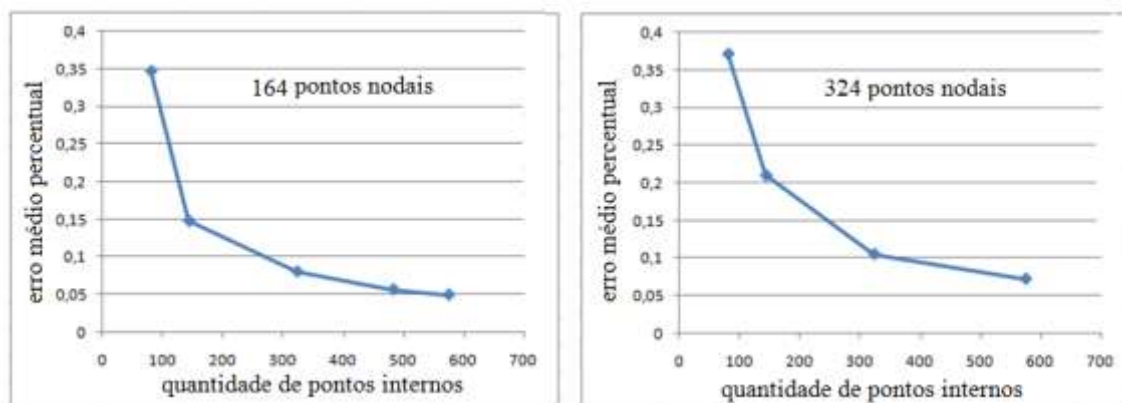 erro médio percentual
0,4
0,35
0,3
0,25
0,2
0,15
0,1
0,05
0
164 pontos nodais
0 100 200 300 400 500 600 700
quantidade de pontos internos
erro médio percentual
0,4
0,35
0,3
0,25
0,2
0,15
0,1
0,05
0
324 pontos nodais
0 100 200 300 400 500 600 700
quantidade de pontos internos